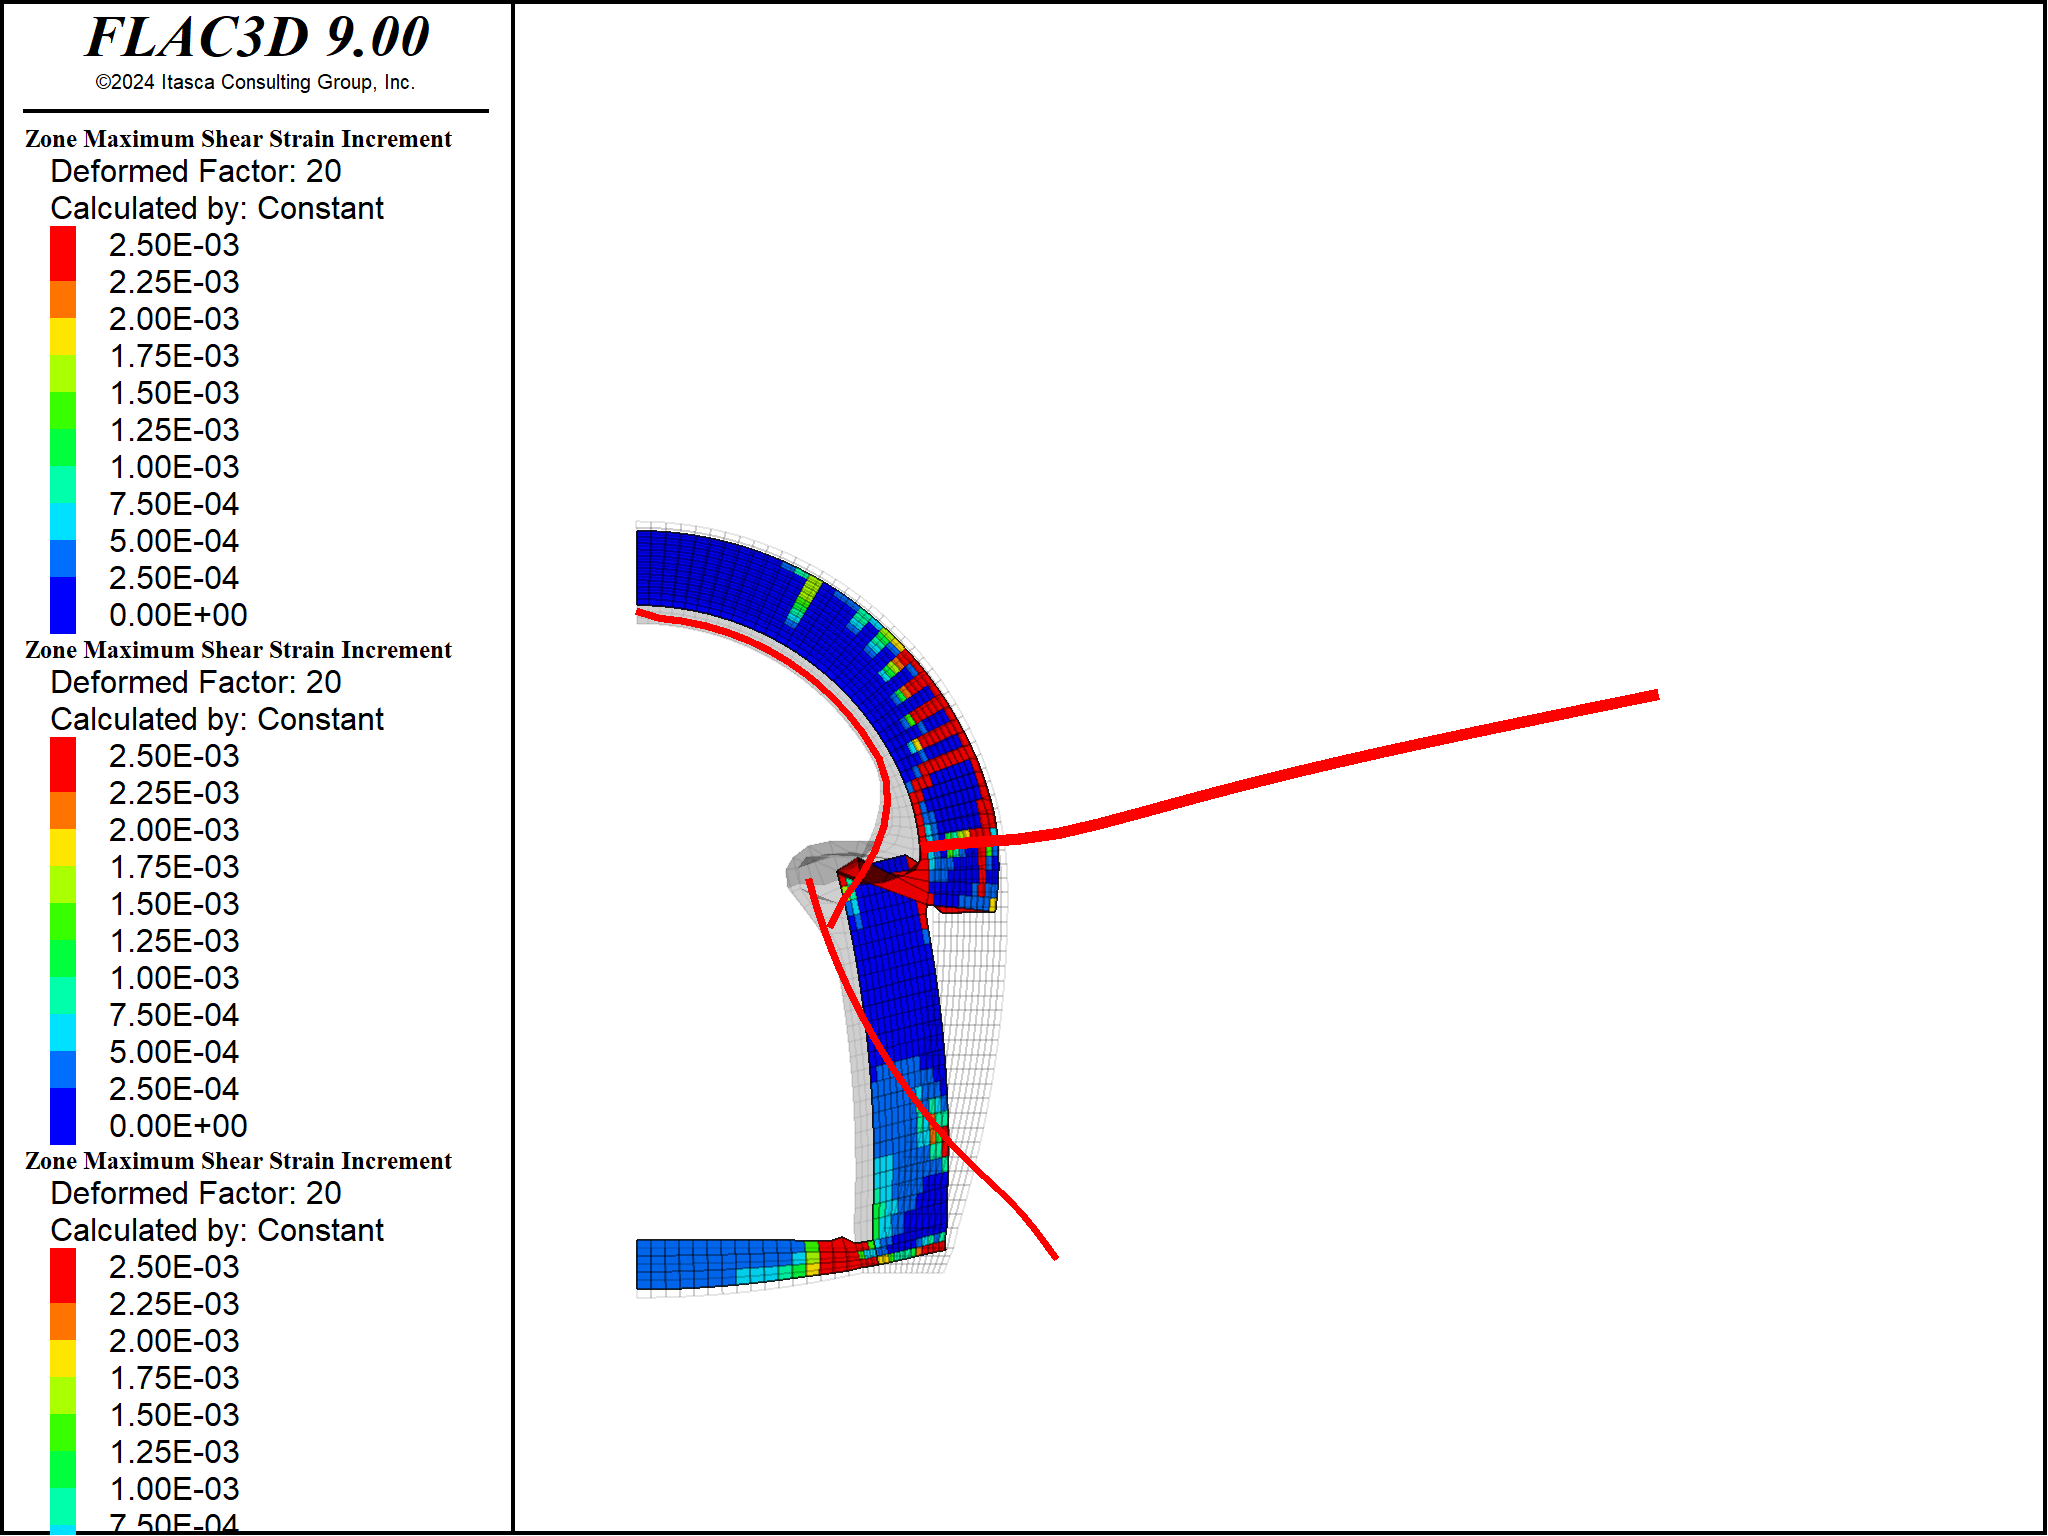 FLAC3D 9.00
©2024 Itasca Consulting Group, Inc.
Zone Maximum Shear Strain Increment
Deformed Factor: 20
Calculated by: Constant
2.50E-03
2.25E-03
2.00E-03
1.75E-03
1.50E-03
1.25E-03
1.00E-03
7.50E-04
5.00E-04
2.50E-04
0.00E+00
Zone Maximum Shear Strain Increment
Deformed Factor: 20
Calculated by: Constant
2.50E-03
2.25E-03
2.00E-03
1.75E-03
1.50E-03
1.25E-03
1.00E-03
7.50E-04
5.00E-04
2.50E-04
0.00E+00
Zone Maximum Shear Strain Increment
Deformed Factor: 20
Calculated by: Constant
2.50E-03
2.25E-03
2.00E-03
1.75E-03
1.50E-03
1.25E-03
1.00E-03
7.50E-04